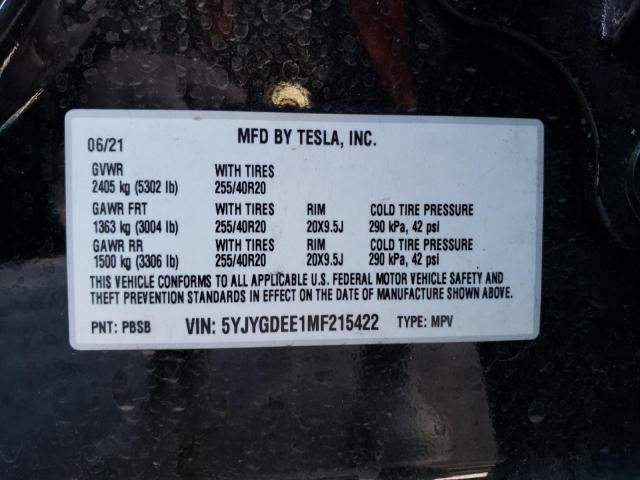 06/21 MFD BY TESLA, INC.
GVWR WITH TIRES
2405 kg (5302 lb) 255/40R20
GAWR FRT WITH TIRES RIM COLD TIRE PRESSURE
1363 kg (3004 lb) 255/40R20 20X9.5J 290 kPa, 42 psi
GAWR RR WITH TIRES RIM COLD TIRE PRESSURE
1500 kg (3306 lb) 255/40R20 20X9.5J 290 kPa, 42 psi
THIS VEHICLE CONFORMS TO ALL APPLICABLE U.S. FEDERAL MOTOR VEHICLE SAFETY AND
THEFT PREVENTION STANDARDS IN EFFECT ON THE DATE OF MANUFACTURE SHOWN ABOVE.
PNT: PBSB VIN: 5YJYGDEE1MF215422 TYPE: MPV